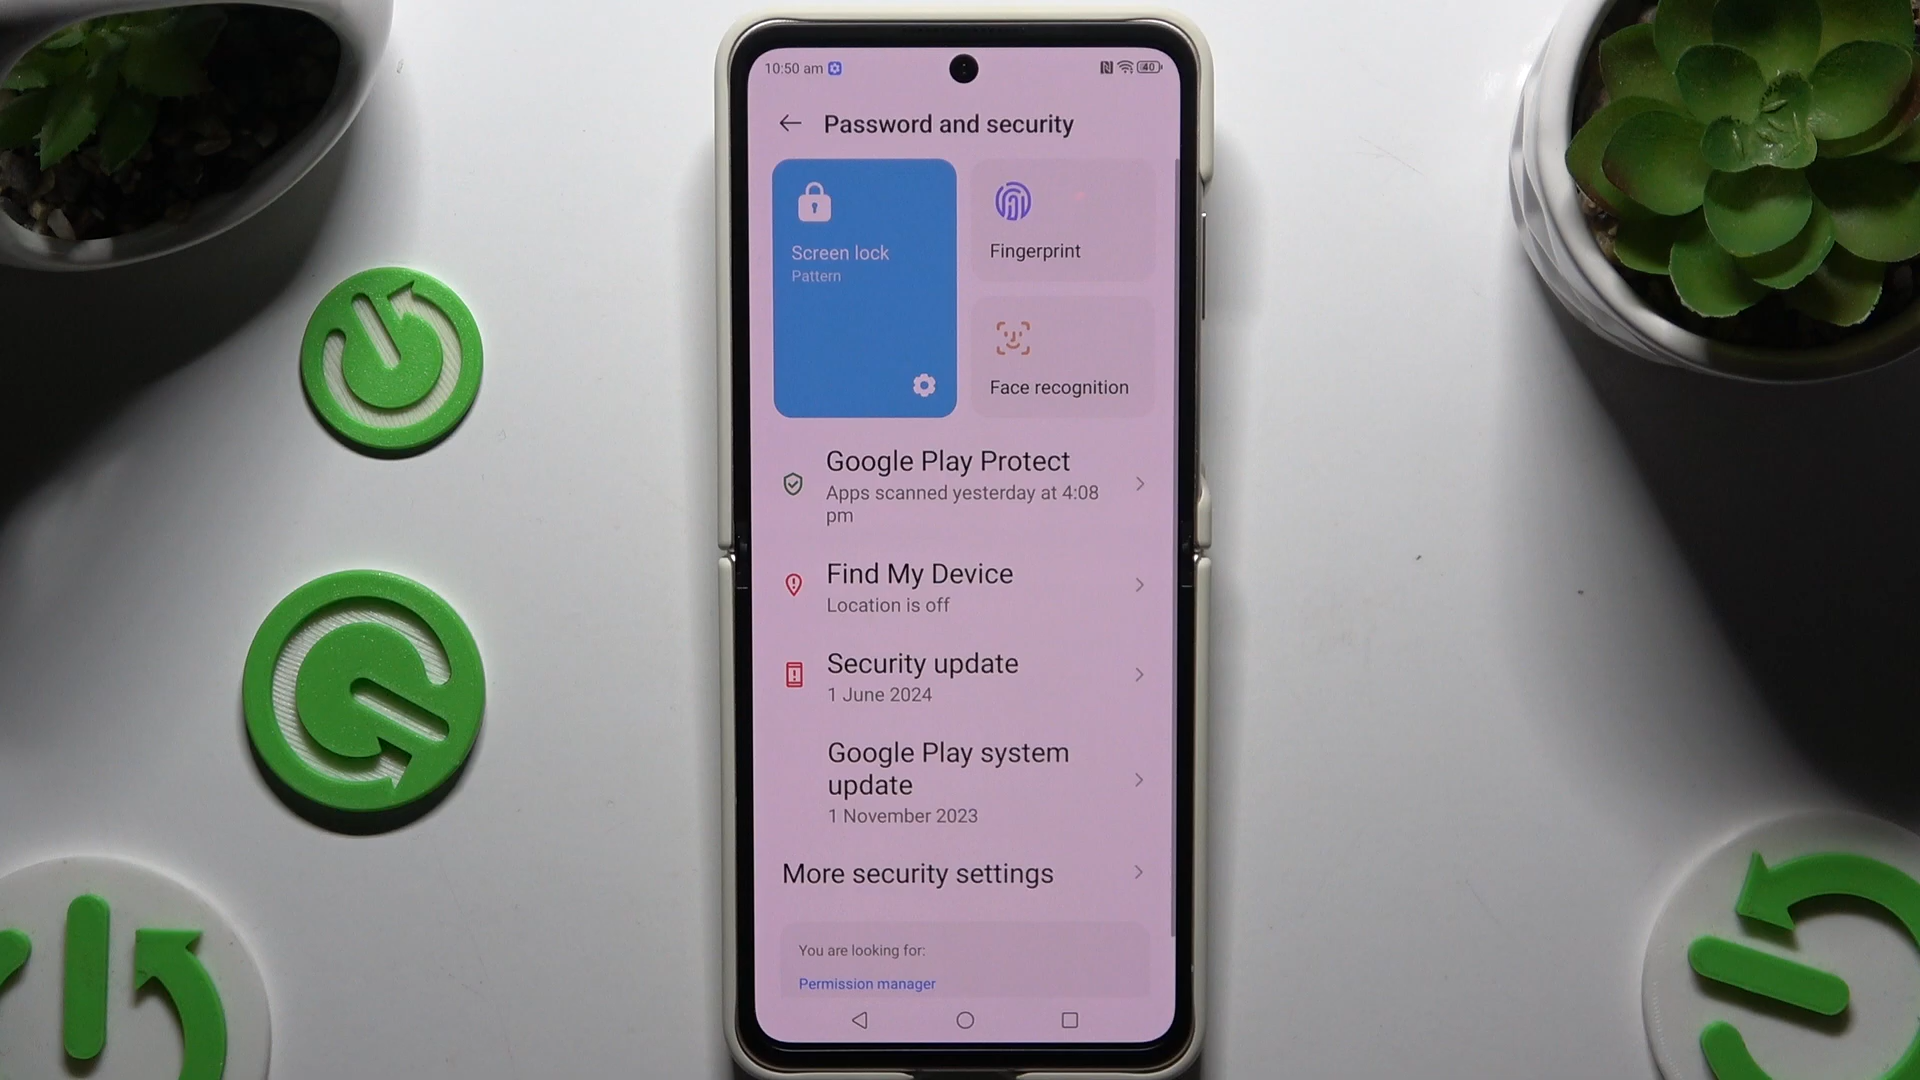 10:50 am
40
Password and security
Screen lock
Pattern
Fingerprint
Face recognition
Google Play Protect
Apps scanned yesterday at 4:08
pm
Find My Device
Location is off
Security update
1 June 2024
Google Play system
update
1 November 2023
More security settings
You are looking for:
Permission manager